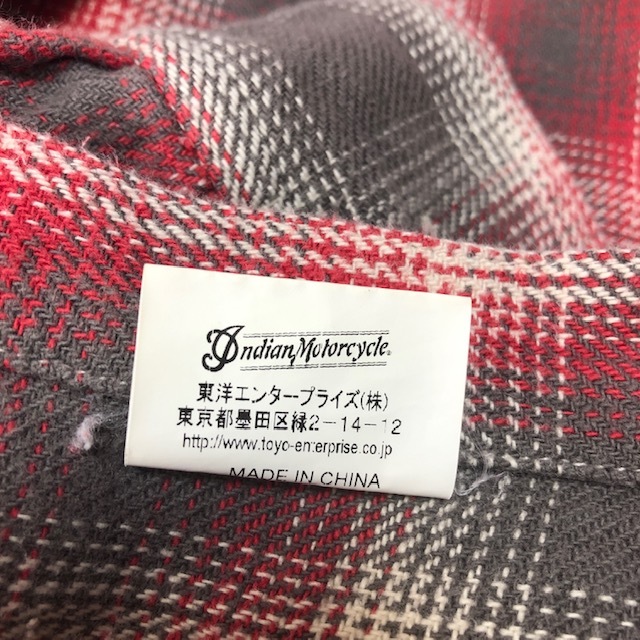 Indian Motorcycle®
東洋エンタープライズ(株)
東京都墨田区緑2-14-12
http://www.toyo-enterprise.co.jp
MADE IN CHINA